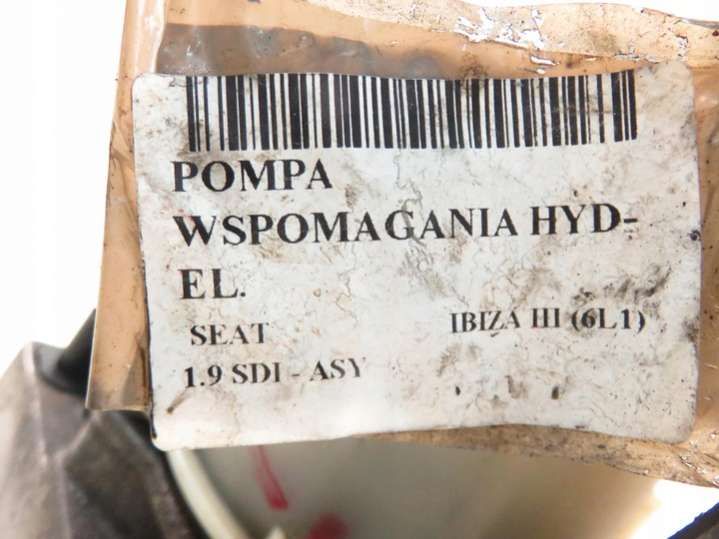 POMPA
WSPOMAGANIA HYD-
EL.
SEAT IBIZA III (6L1)
1.9 SDI - ASY